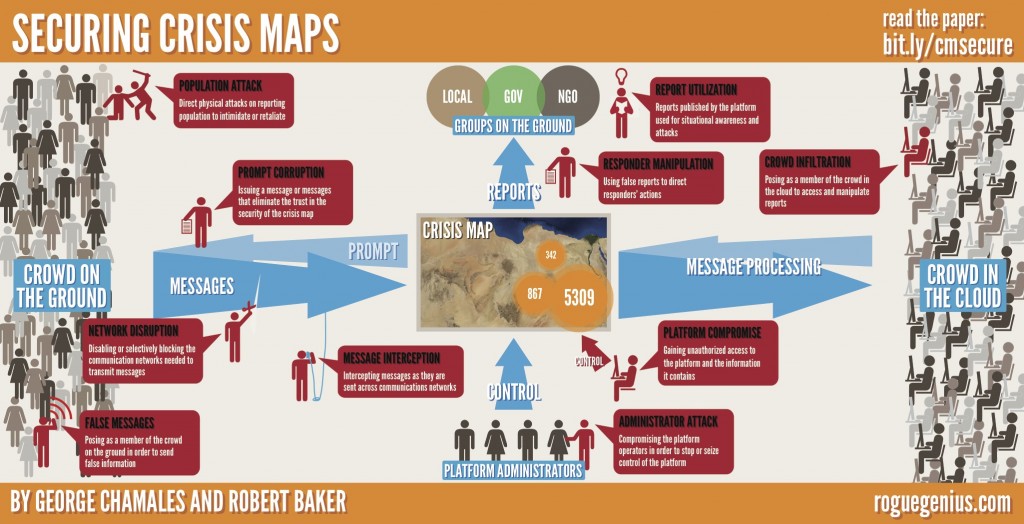 SECURING CRISIS MAPS
read the paper:
bit.ly/cmsecure
POPULATION ATTACK
Direct physical attacks on reporting
population to intimidate or retaliate
LOCAL
GOV
NGO
GROUPS ON THE GROUND
REPORT UTILIZATION
Reports published by the platform
used for situational awareness and
attacks
PROMPT CORRUPTION
Issuing a message or messages
that eliminate the trust in the
security of the crisis map
REPORTS
RESPONDER MANIPULATION
Using false reports to direct
responders' actions
CROWD INFILTRATION
Posing as a member of the crowd in
the cloud to access and manipulate
reports
CROWD ON
THE GROUND
PROMPT
MESSAGES
CRISIS MAP
342
867
5309
MESSAGE PROCESSING
CROWD IN
THE CLOUD
NETWORK DISRUPTION
Disabling or selectively blocking the
communication networks needed to
transmit messages
MESSAGE INTERCEPTION
Intercepting messages as they are
sent across communications networks
CONTROL
CONTROL
PLATFORM COMPROMISE
Gaining unauthorized access to
the platform and the information
it contains
FALSE MESSAGES
Posing as a member of the crowd
on the ground in order to send
false information
PLATFORM ADMINISTRATORS
ADMINISTRATOR ATTACK
Compromising the platform
operators in order to stop or seize
control of the platform
BY GEORGE CHAMALES AND ROBERT BAKER
roguegenius.com